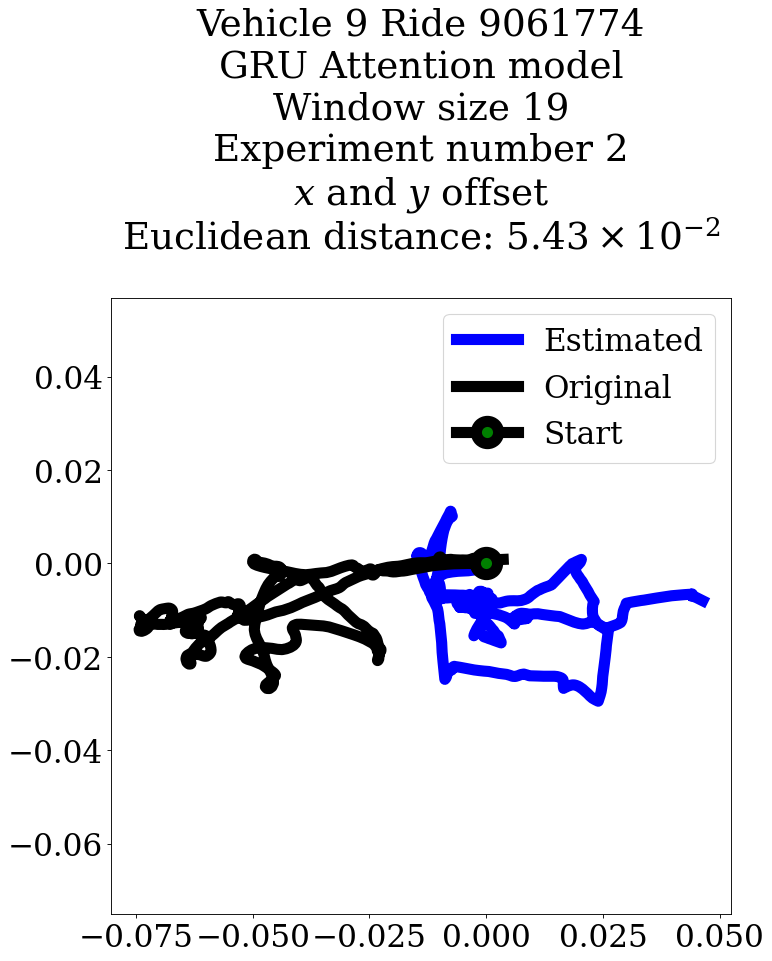 Vehicle 9 Ride 9061774
GRU Attention model
Window size 19
Experiment number 2
x and y offset
Euclidean distance: 5.43 × 10⁻²
Estimated
Original
Start
0.04
0.02
0.00
−0.02
−0.04
−0.06
−0.075 −0.050 −0.025 0.000 0.025 0.050